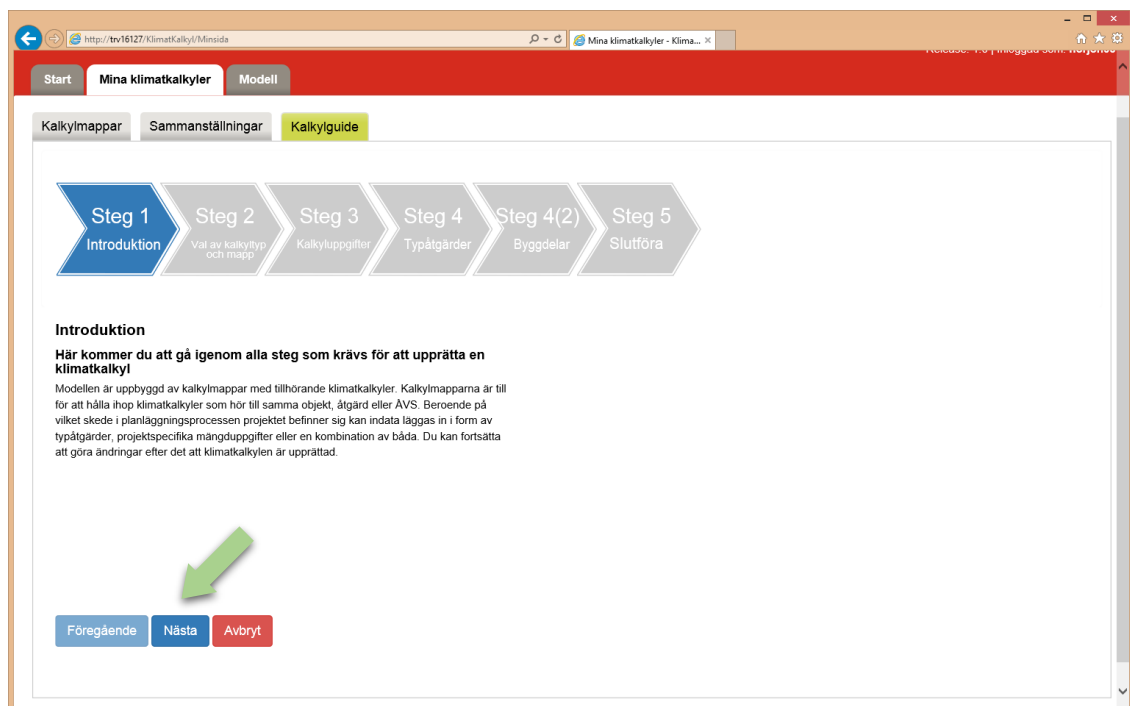 http://trv16127/KlimatKalkyl/Minsida
Mina klimatkalkyler - Klima...
Release: 1.0 | Inloggad som:
Start
Mina klimatkalkyler
Modell
Kalkylmappar
Sammanställningar
Kalkylguide
Steg 1
Introduktion
Steg 2
Val av kalkyltyp
och mapp
Steg 3
Kalkyluppgifter
Steg 4
Typåtgärder
Steg 4(2)
Byggdelar
Steg 5
Slutföra
Introduktion
Här kommer du att gå igenom alla steg som krävs för att upprätta en
klimatkalkyl
Modellen är uppbyggd av kalkylmappar med tillhörande klimatkalkyler. Kalkylmapparna är till
för att hålla ihop klimatkalkyler som hör till samma objekt, åtgärd eller ÅVS. Beroende på
vilket skede i planläggningsprocessen projektet befinner sig kan indata läggas in i form av
typåtgärder, projektspecifika mängduppgifter eller en kombination av båda. Du kan fortsätta
att göra ändringar efter det att klimatkalkylen är upprättad.
Föregående
Nästa
Avbryt